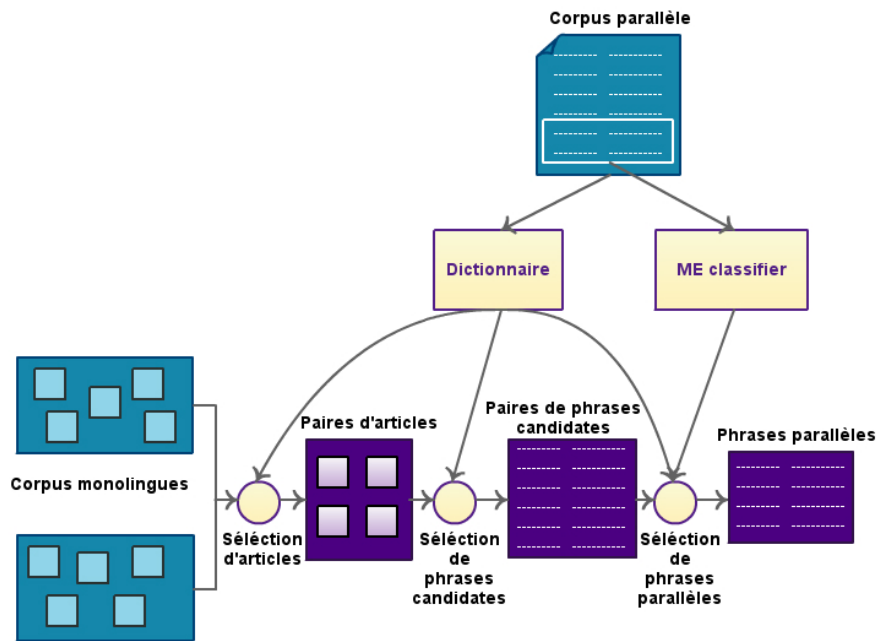 Corpus parallèle
Dictionnaire
ME classifier
Corpus monolingues
Séléction
d'articles
Paires d'articles
Séléction
de
phrases
candidates
Paires de phrases
candidates
Séléction
de
phrases
parallèles
Phrases parallèles